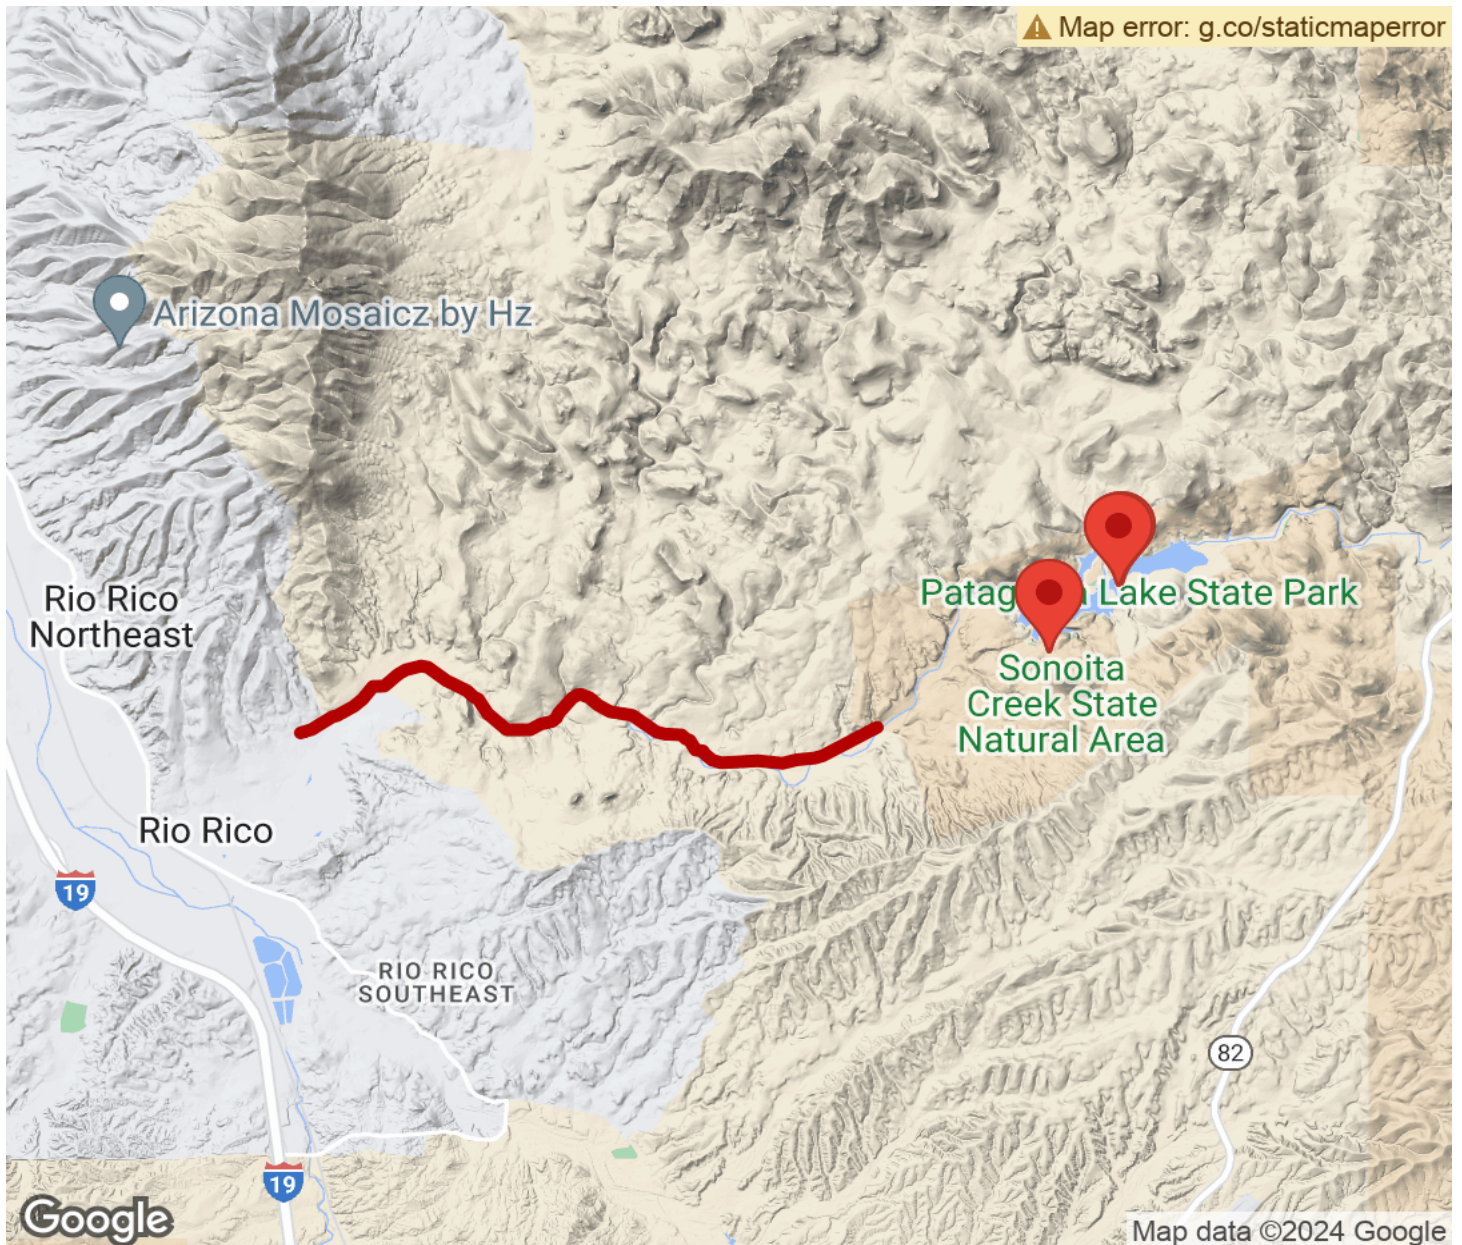 Map error: g.co/staticmaperror
Arizona Mosaicz by Hz
Rio Rico
Northeast
Patag
a Lake State Park
Sonoita
Creek State
Natural Area
Rio Rico
19
RIO RICO
SOUTHEAST
82
19
Google
Map data ©2024 Google